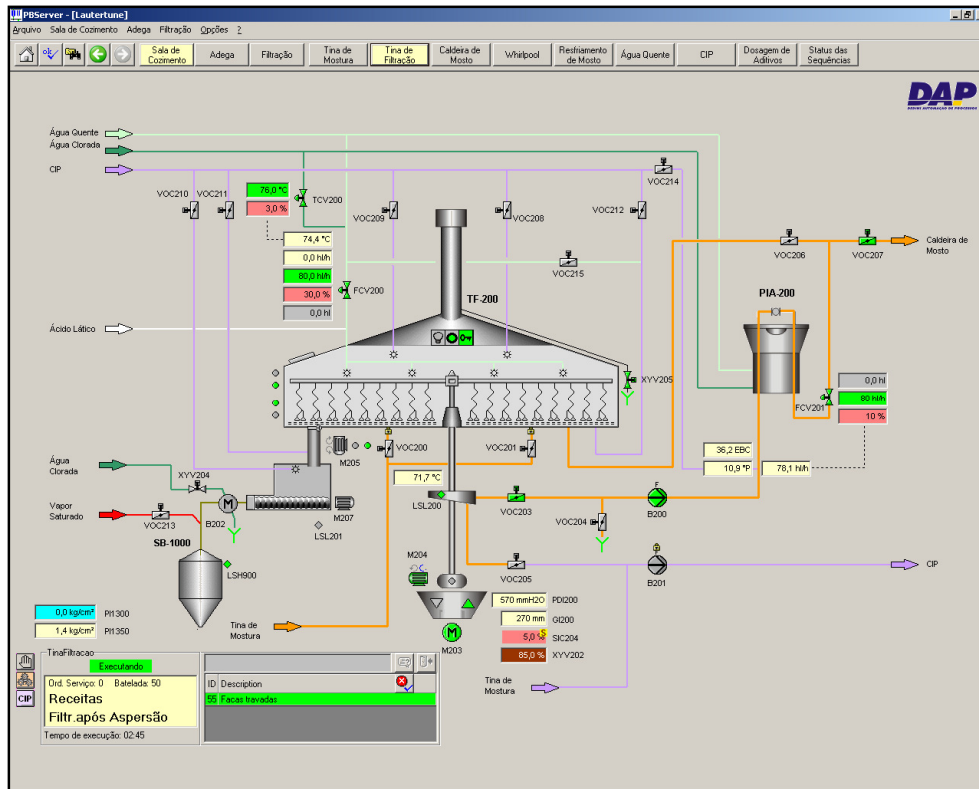 PBServer - [Lautertune]
Arquivo Sala de Cozimento Adega Filtração Opções ?
Sala de Cozimento
Adega
Filtração
Tina de Mostura
Tina de Filtração
Caldeira de Mosto
Whirlpool
Resfriamento de Mosto
Água Quente
CIP
Dosagem de Aditivos
Status das Sequências
DAP
Água Quente
Água Clorada
CIP
VOC210
VOC211
76,0 °C
3,0 %
TCV200
VOC209
VOC208
VOC212
VOC214
74,4 °C
0,0 hl/h
80,0 hl/h
30,0 %
0,0 hl
FCV200
VOC215
VOC206
VOC207
Caldeira de
Mosto
TF-200
PIA-200
Ácido Lático
XYV205
0,0 hl
80 hl/h
10 %
FCV201
M205
VOC200
VOC201
36,2 EBC
10,9 °P
78,1 hl/h
Água
Clorada
XYV204
71,7 °C
LSL200
Vapor
Saturado
VOC213
B202
M
M207
LSL201
VOC203
VOC204
F
B200
SB-1000
LSH900
M204
VOC205
B201
CIP
0,0 kg/cm² PI1300
1,4 kg/cm² PI1350
Tina de
Mostura
M
M203
570 mmH2O PDI200
270 mm GI200
5,0 % S SIC204
85,0 % XYV202
Tina de
Mostura
TinaFiltracao
Executando
CIP
Ord. Serviço: 0 Batelada: 50
Receitas
Filtr.após Aspersão
Tempo de execução: 02:45
ID Description
55 Facas travadas